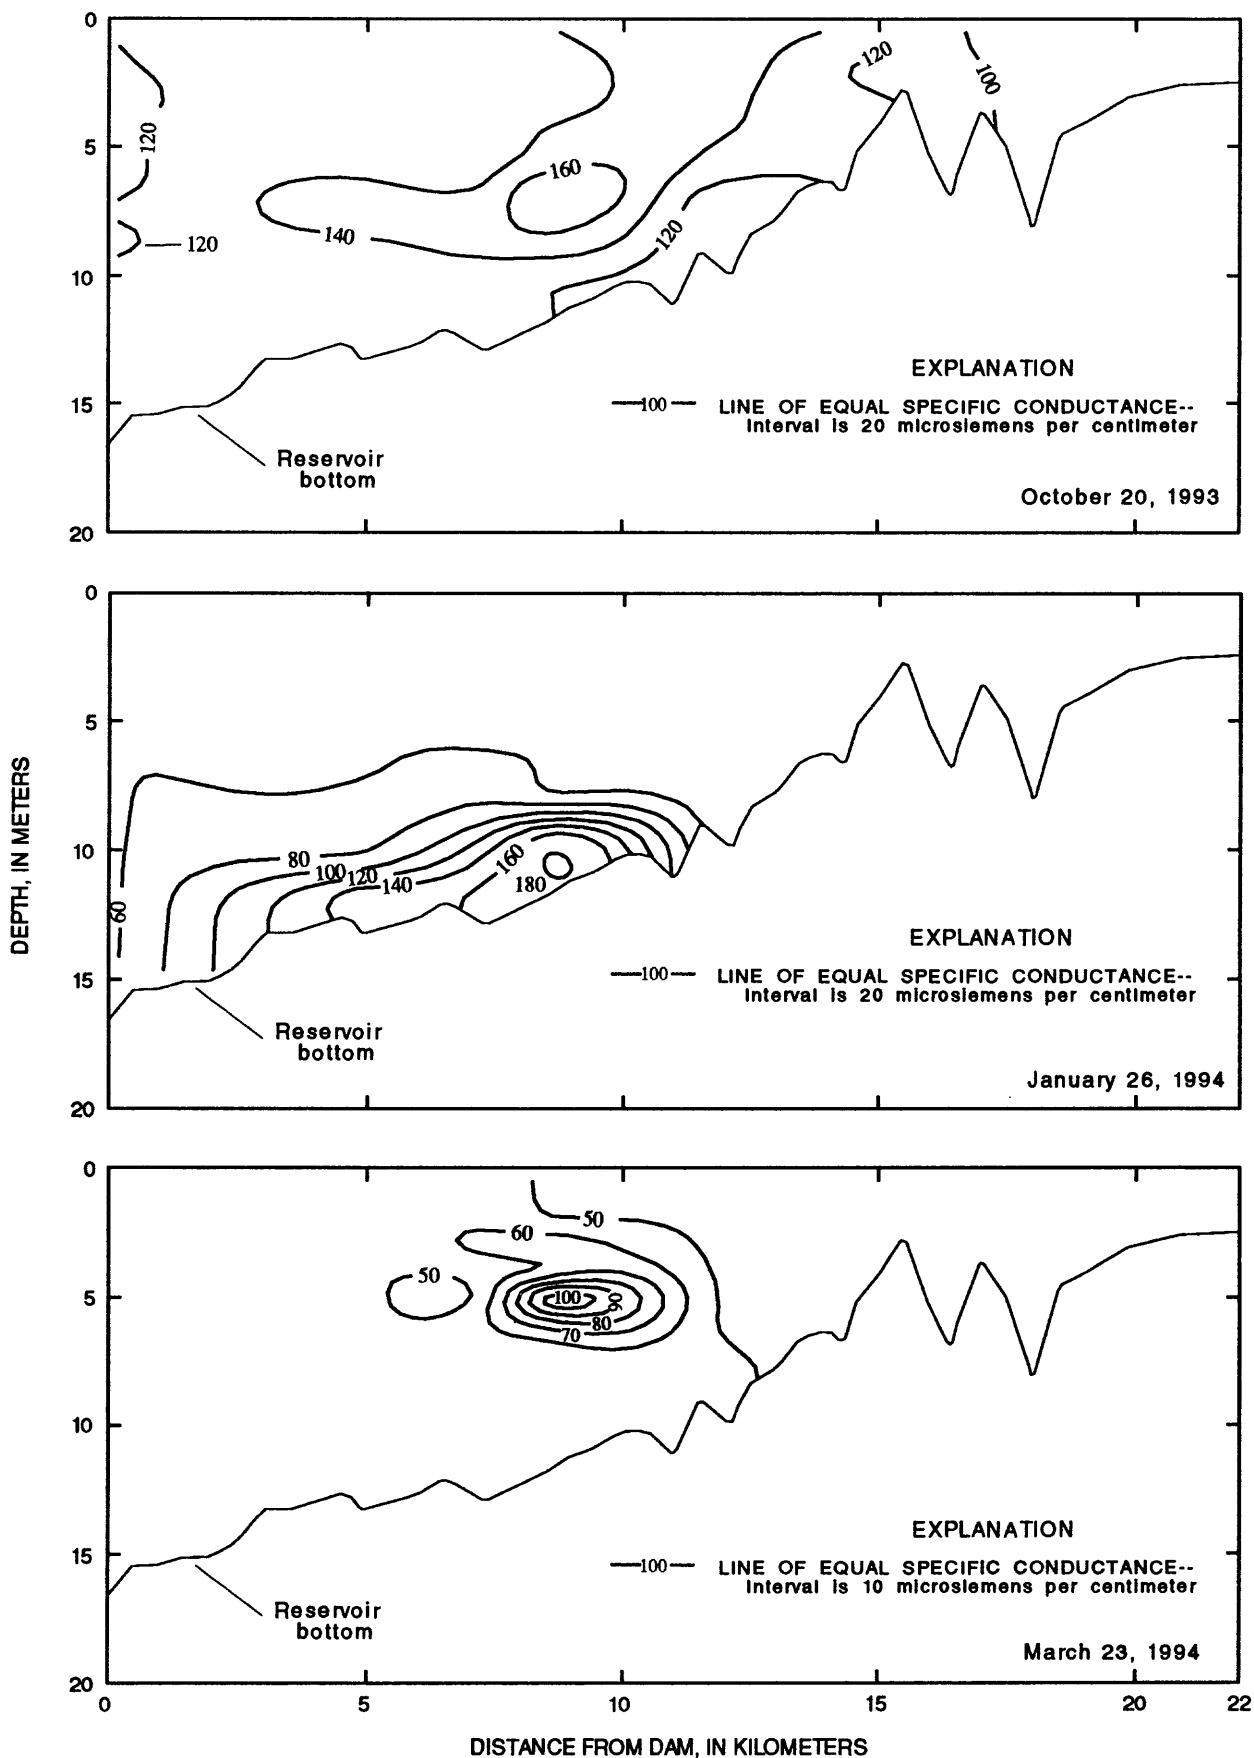 0
5
10
15
20
120
120
140
160
120
120
100
EXPLANATION
100 LINE OF EQUAL SPECIFIC CONDUCTANCE--
Interval is 20 microsiemens per centimeter
Reservoir
bottom
October 20, 1993
DEPTH, IN METERS
0
5
10
15
20
60
80
100
120
140
160
180
EXPLANATION
100 LINE OF EQUAL SPECIFIC CONDUCTANCE--
Interval is 20 microsiemens per centimeter
Reservoir
bottom
January 26, 1994
0
5
10
15
20
50
60
50
100
90
80
70
EXPLANATION
100 LINE OF EQUAL SPECIFIC CONDUCTANCE--
Interval is 10 microsiemens per centimeter
Reservoir
bottom
March 23, 1994
0 5 10 15 20 22
DISTANCE FROM DAM, IN KILOMETERS